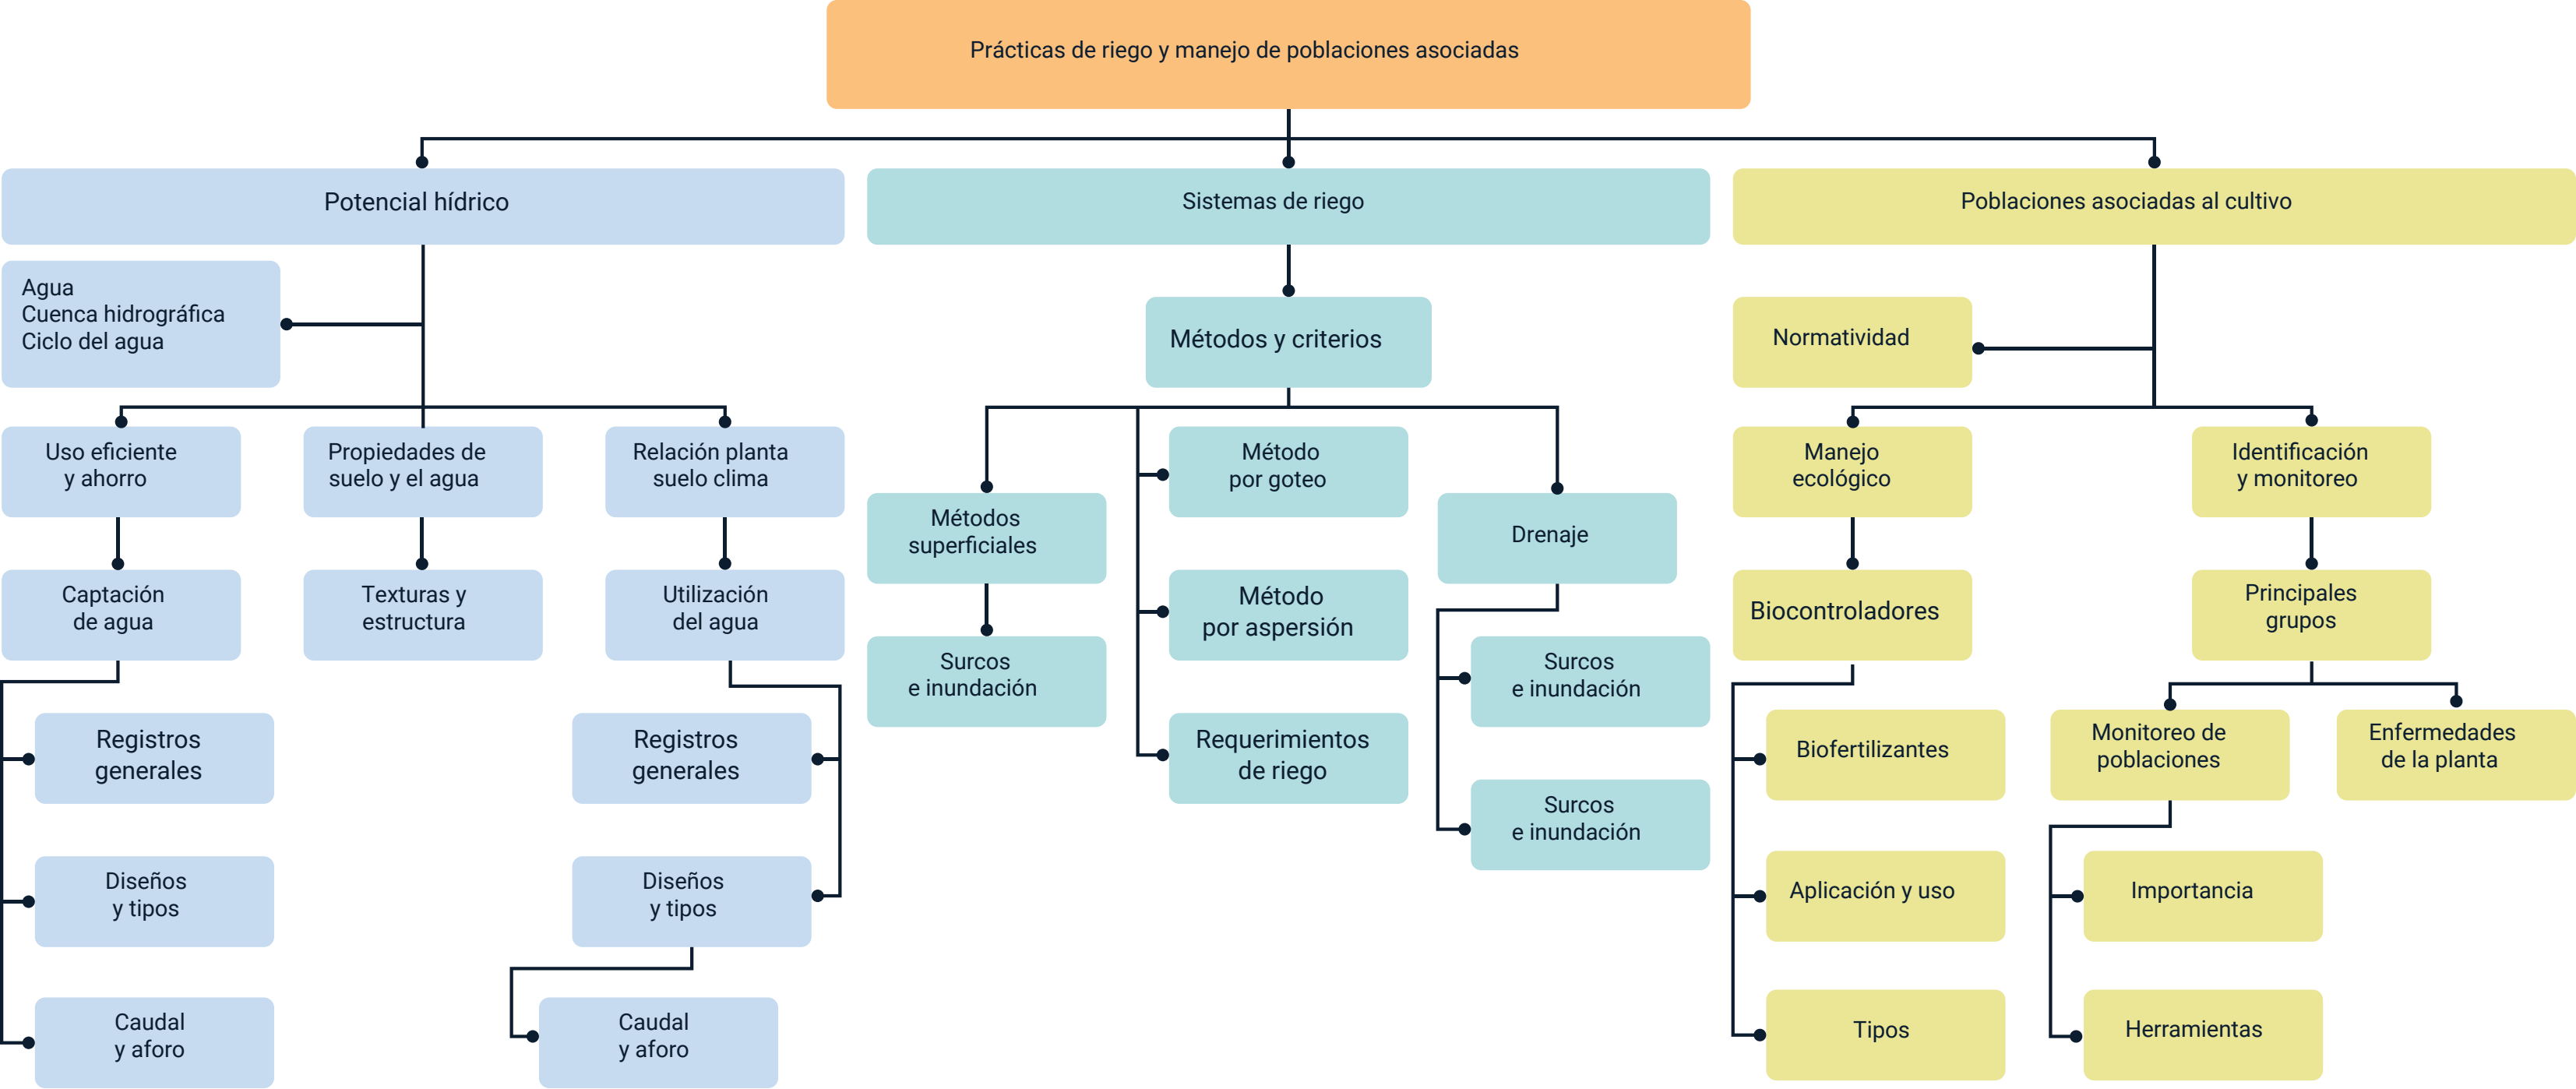 Prácticas de riego y manejo de poblaciones asociadas
Potencial hídrico
Agua
Cuenca hidrográfica
Ciclo del agua
Uso eficiente
y ahorro
Propiedades de
suelo y el agua
Relación planta
suelo clima
Captación
de agua
Texturas y
estructura
Utilización
del agua
Registros
generales
Diseños
y tipos
Caudal
y aforo
Registros
generales
Diseños
y tipos
Caudal
y aforo
Sistemas de riego
Métodos y criterios
Métodos
superficiales
Surcos
e inundación
Método
por goteo
Método
por aspersión
Requerimientos
de riego
Drenaje
Surcos
e inundación
Surcos
e inundación
Poblaciones asociadas al cultivo
Normatividad
Manejo
ecológico
Biocontroladores
Biofertilizantes
Aplicación y uso
Tipos
Identificación
y monitoreo
Principales
grupos
Monitoreo de
poblaciones
Importancia
Herramientas
Enfermedades
de la planta